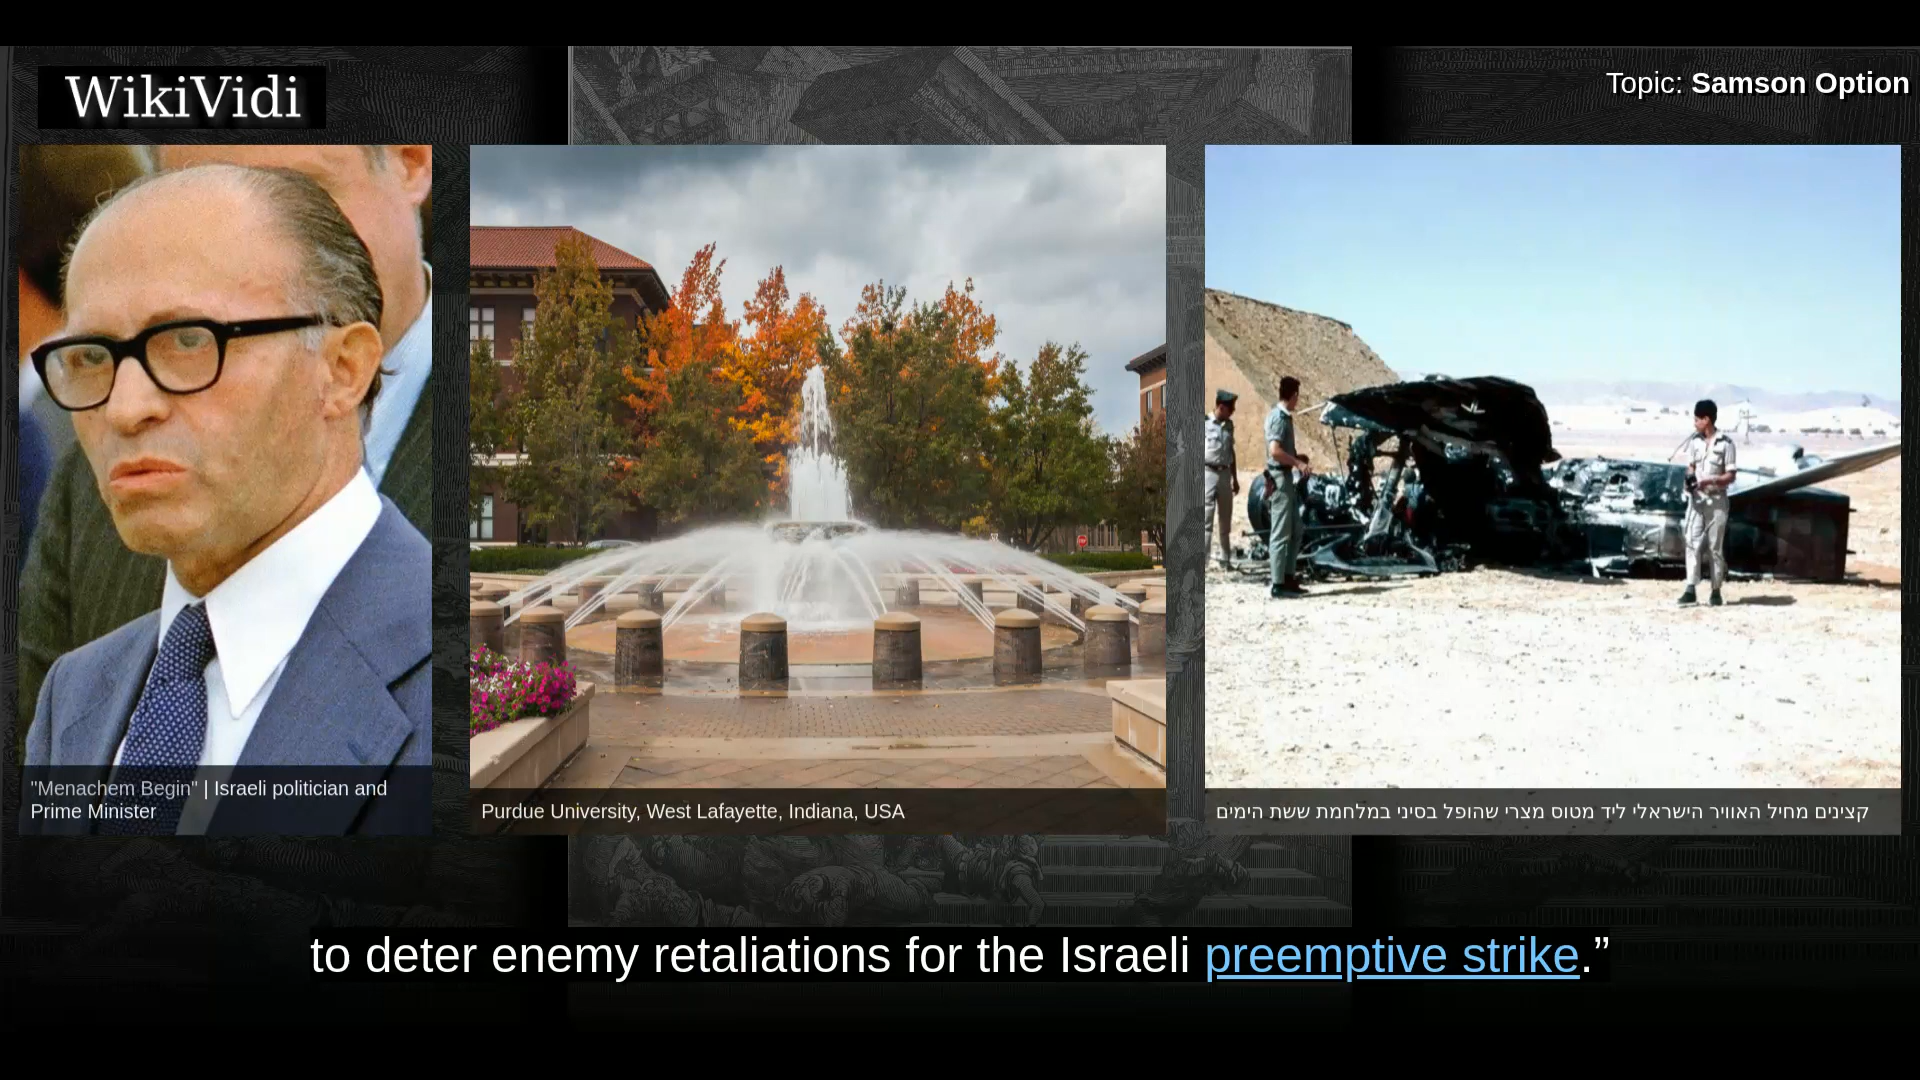 WikiVidi
Topic: Samson Option
"Menachem Begin" | Israeli politician and
Prime Minister
Purdue University, West Lafayette, Indiana, USA
קצינים מחיל האוויר הישראלי ליד מטוס מצרי שהופל בסיני במלחמת ששת הימים
to deter enemy retaliations for the Israeli preemptive strike.”